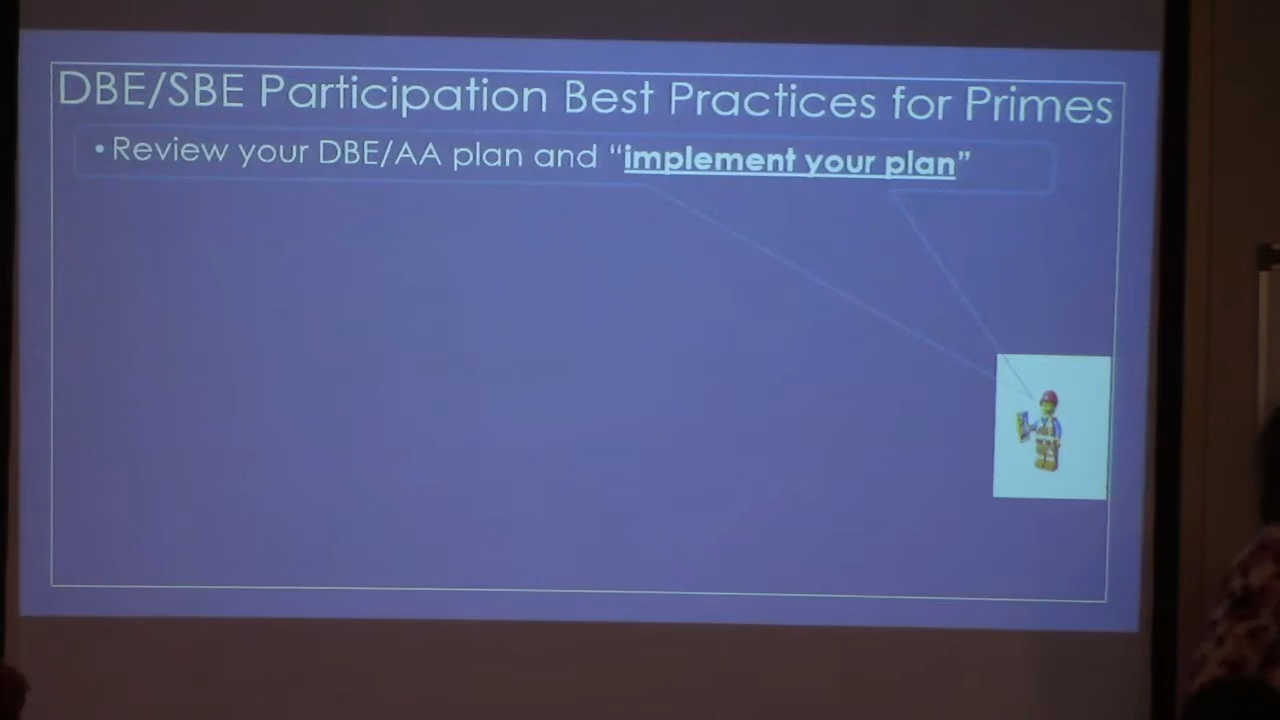 DBE/SBE Participation Best Practices for Primes
• Review your DBE/AA plan and “implement your plan”